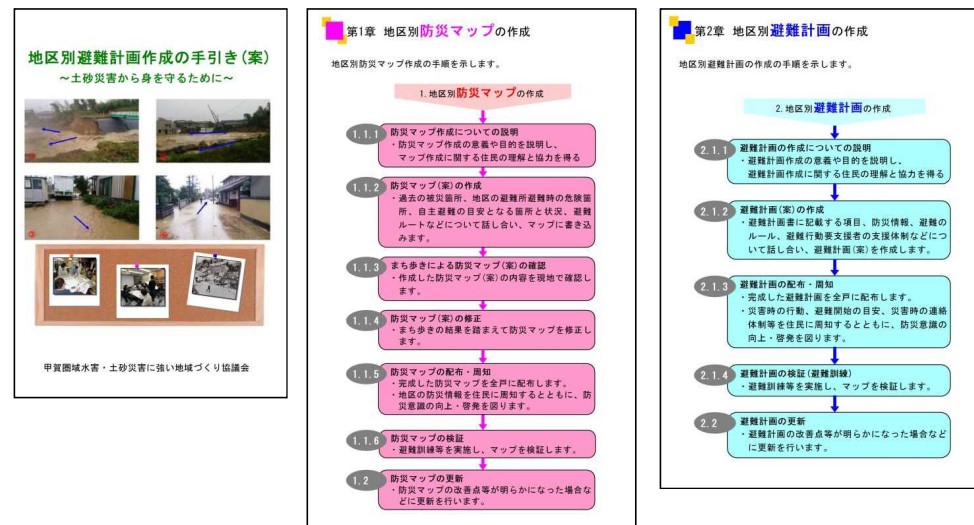 地区別避難計画作成の手引き(案)
～土砂災害から身を守るために～
甲賀圏域水害・土砂災害に強い地域づくり協議会
第1章 地区別防災マップの作成
地区別防災マップ作成の手順を示します。
1.地区別防災マップの作成
1.1.1
防災マップ作成についての説明
・防災マップ作成の意義や目的を説明し、
マップ作成に関する住民の理解と協力を得る
1.1.2
防災マップ(案)の作成
・過去の被災箇所、地区の避難所避難時の危険箇
所、自主避難の目安となる箇所と状況、避難
ルートなどについて話し合い、マップに書き込
みます。
1.1.3
まち歩きによる防災マップ(案)の確認
・作成した防災マップ(案)の内容を現地で確認し
ます。
1.1.4
防災マップ(案)の修正
・まち歩きの結果を踏まえて防災マップを修正し
ます。
1.1.5
防災マップの配布・周知
・完成した防災マップを全戸に配布します。
・地区の防災情報を住民に周知するとともに、防
災意識の向上・啓発を図ります。
1.1.6
防災マップの検証
・避難訓練等を実施し、マップを検証します。
1.2
防災マップの更新
・防災マップの改善点等が明らかになった場合な
どに更新を行います。
第2章 地区別避難計画の作成
地区別避難計画の作成の手順を示します。
2.地区別避難計画の作成
2.1.1
避難計画の作成についての説明
・避難計画作成の意義や目的を説明し、
避難計画作成に関する住民の理解と協力を得る
2.1.2
避難計画(案)の作成
・避難計画書に記載する項目、防災情報、避難の
ルール、避難行動要支援者の支援体制などにつ
いて話し合い、避難計画(案)を作成します。
2.1.3
避難計画の配布・周知
・完成した避難計画を全戸に配布します。
・災害時の行動、避難開始の目安、災害時の連絡
体制等を住民に周知するとともに、防災意識の
向上・啓発を図ります。
2.1.4
避難計画の検証(避難訓練)
・避難訓練等を実施し、マップを検証します。
2.2
避難計画の更新
・避難計画の改善点等が明らかになった場合など
に更新を行います。